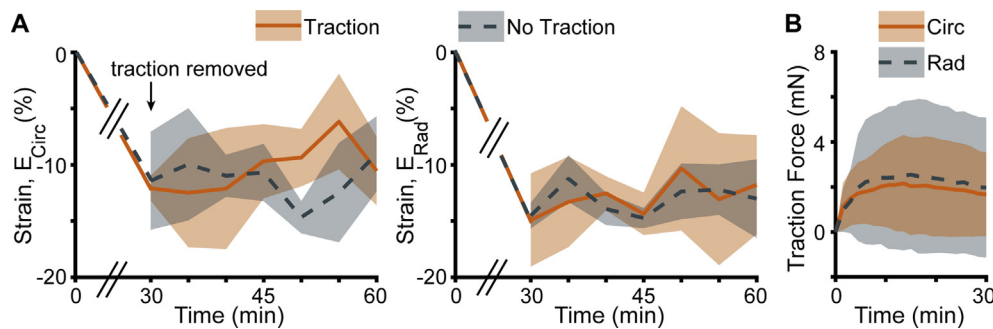 A
Traction
No Traction
B
Circ
Rad
traction removed
Strain, E_Circ(%)
0
-10
-20
0
30
45
60
Time (min)
Strain, E_Rad(%)
0
-10
-20
0
30
45
60
Time (min)
Traction Force (mN)
8
4
0
0
30
Time (min)